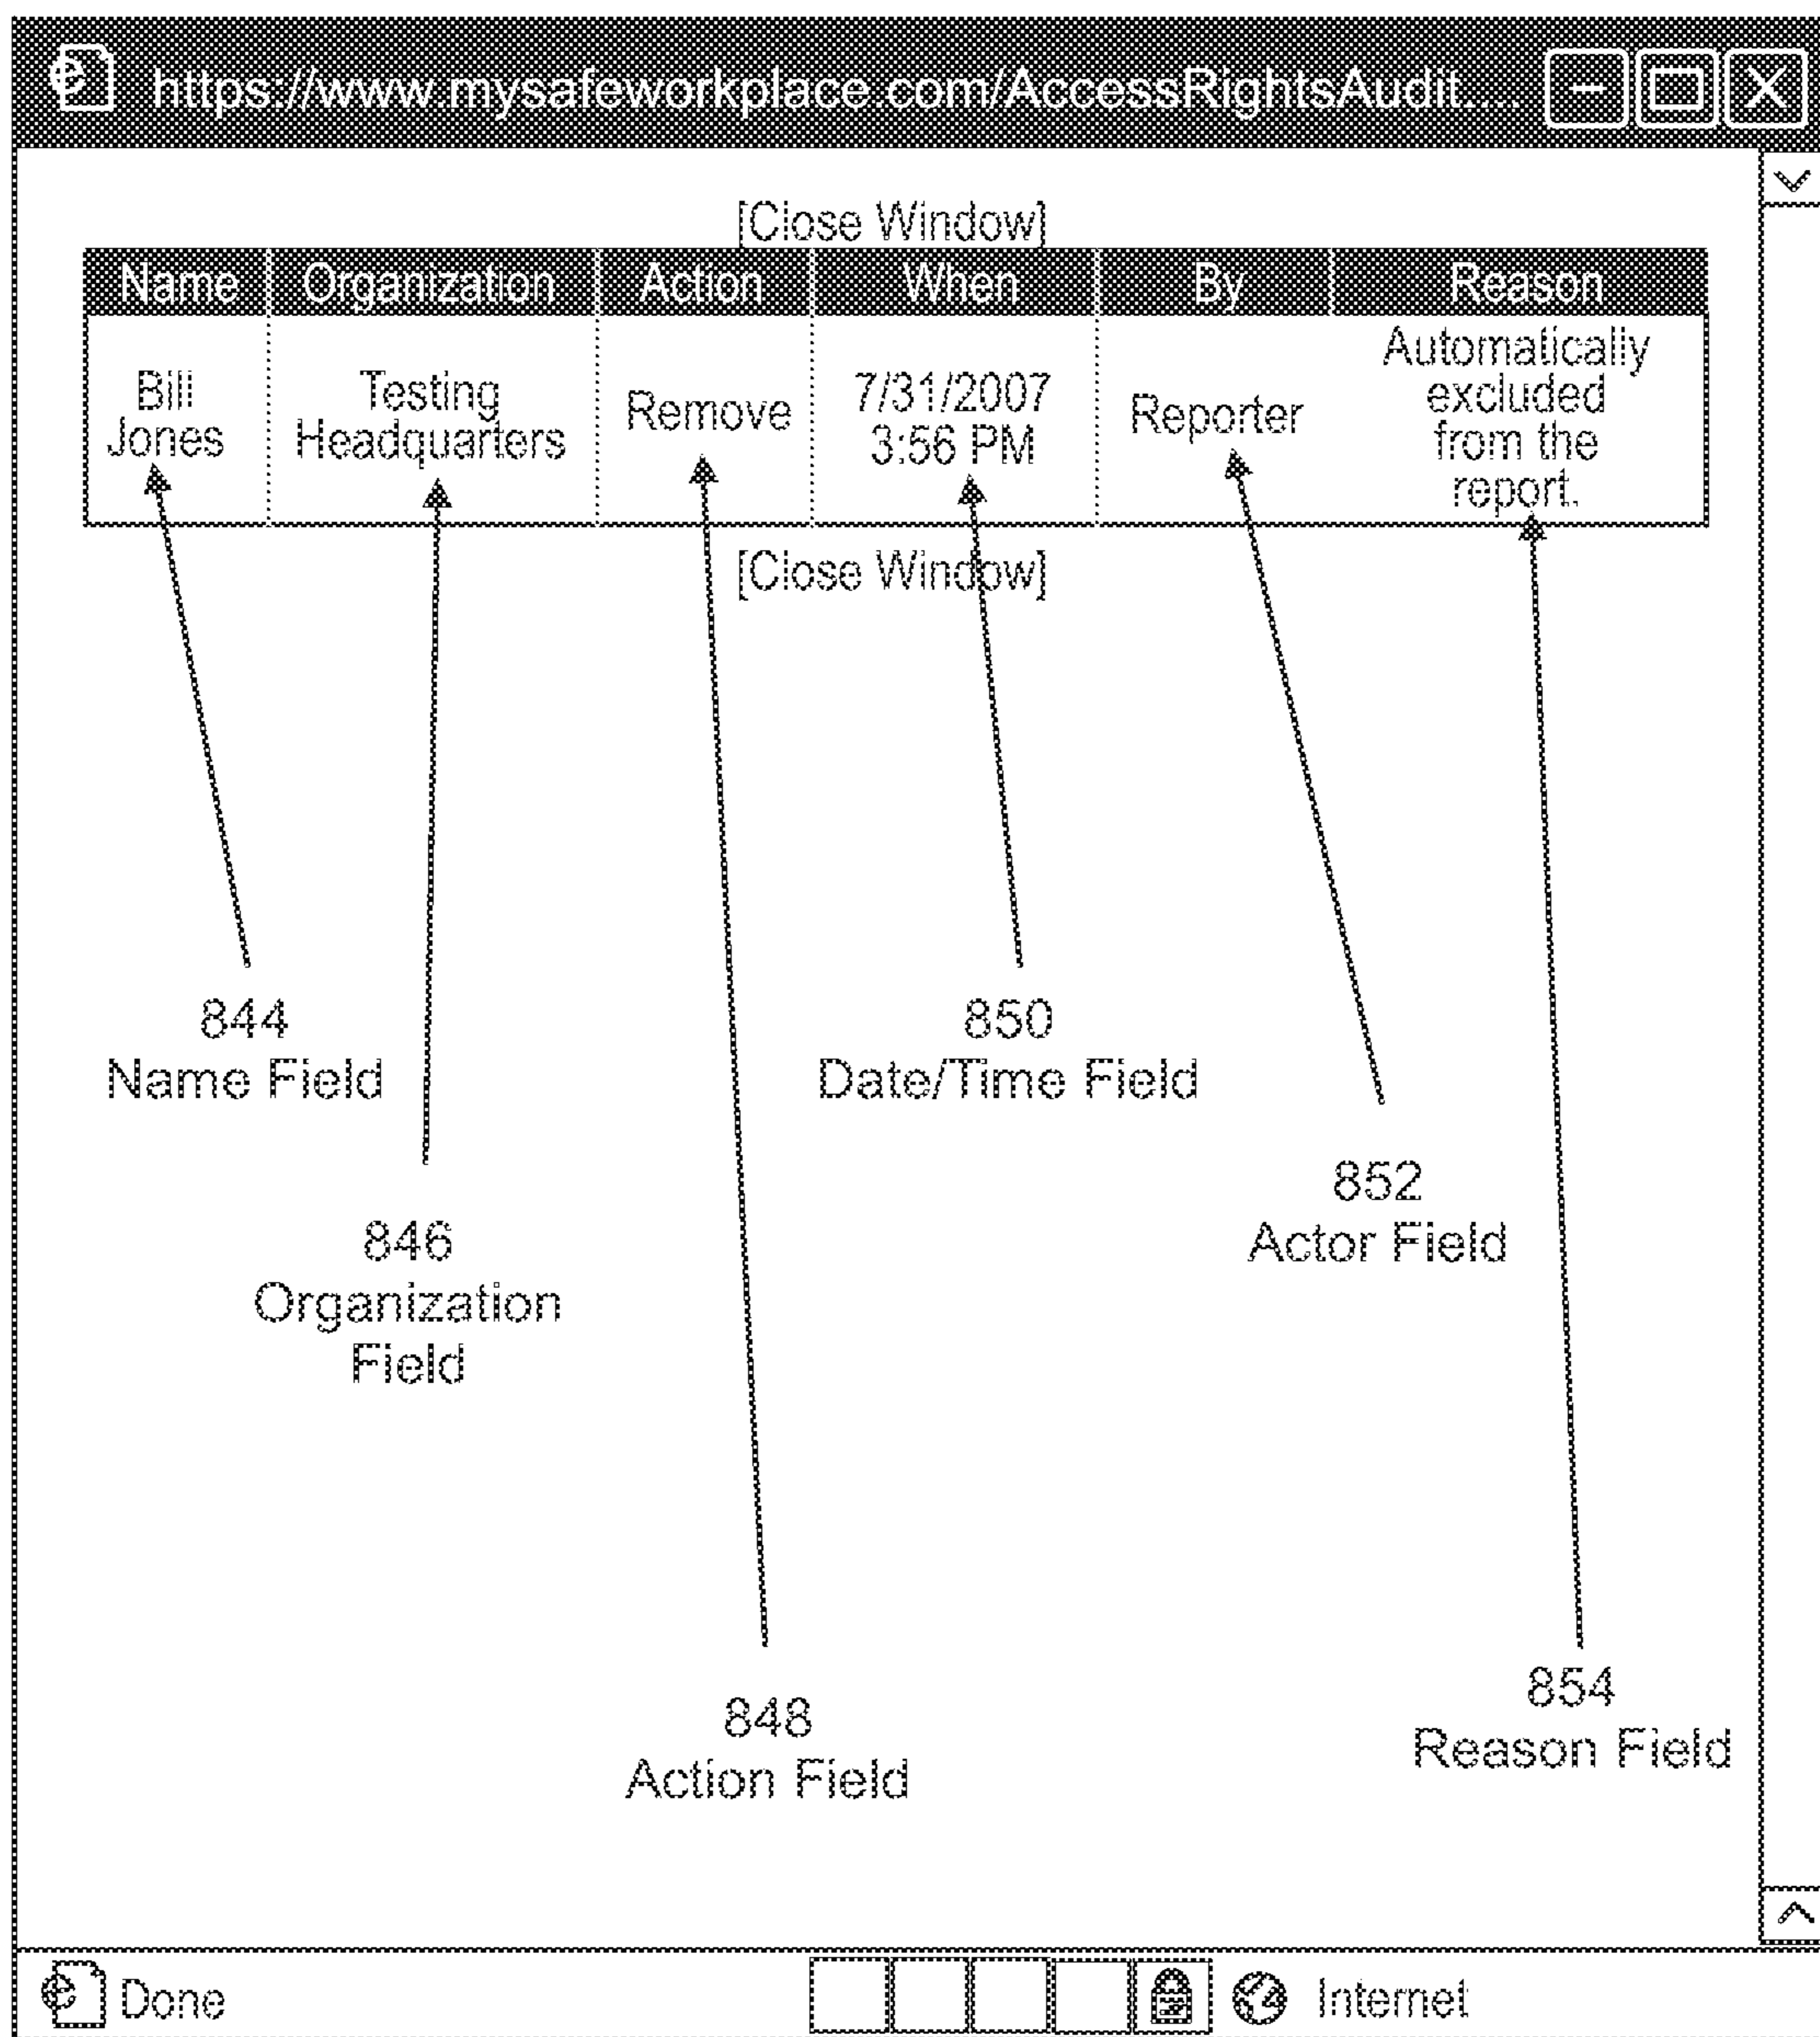 https://www.mysafeworkplace.com/AccessRightsAudit....
[Close Window]
Name Organization Action When By Reason
Bill Jones
Testing Headquarters
Remove
7/31/2007 3:56 PM
Reporter
Automatically excluded from the report.
[Close Window]
844
Name Field
850
Date/Time Field
852
Actor Field
846
Organization
Field
854
Reason Field
848
Action Field
Done
Internet